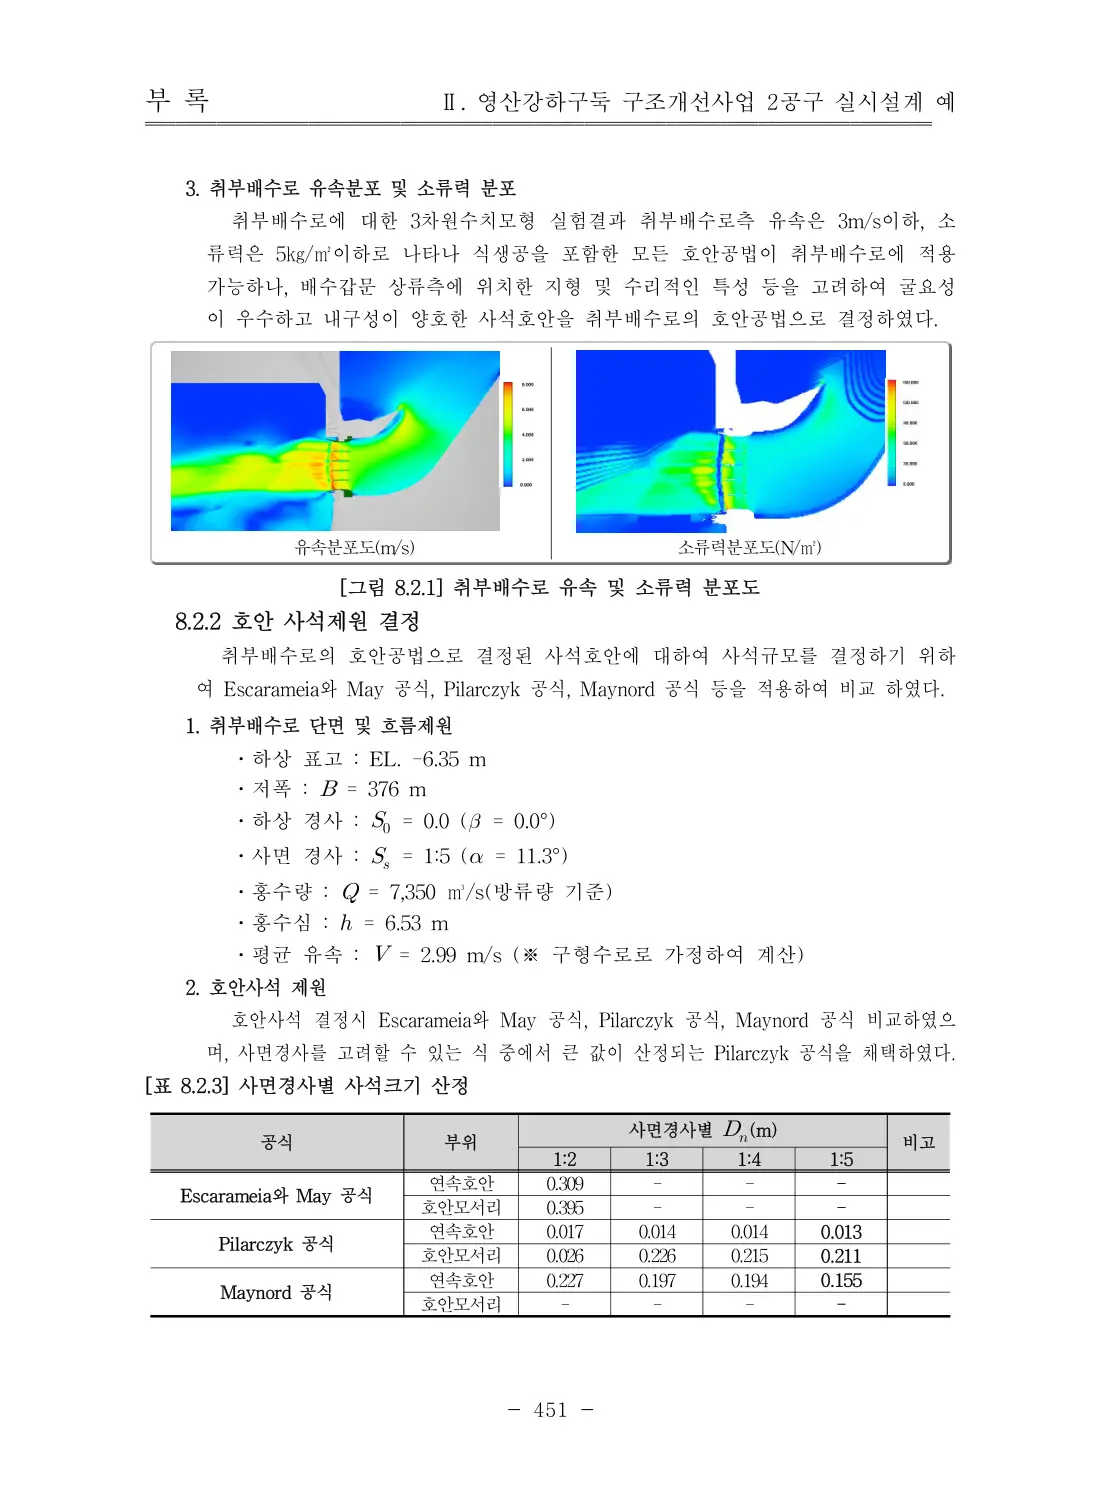 부 록
Ⅱ. 영산강하구둑 구조개선사업 2공구 실시설계 예
3. 취부배수로 유속분포 및 소류력 분포
취부배수로에 대한 3차원수치모형 실험결과 취부배수로측 유속은 3m/s이하, 소
류력은 5㎏/㎡이하로 나타나 식생공을 포함한 모든 호안공법이 취부배수로에 적용
가능하나, 배수갑문 상류측에 위치한 지형 및 수리적인 특성 등을 고려하여 굴요성
이 우수하고 내구성이 양호한 사석호안을 취부배수로의 호안공법으로 결정하였다.
8.000
6.000
4.000
2.000
0.000
유속분포도(m/s)
소류력분포도(N/㎡)
[그림 8.2.1] 취부배수로 유속 및 소류력 분포도
8.2.2 호안 사석제원 결정
취부배수로의 호안공법으로 결정된 사석호안에 대하여 사석규모를 결정하기 위하
여 Escarameia와 May 공식, Pilarczyk 공식, Maynord 공식 등을 적용하여 비교 하였다.
1. 취부배수로 단면 및 흐름제원
·하상 표고 : EL. -6.35 m
·저폭 : B = 376 m
·하상 경사 : S₀ = 0.0 (β = 0.0°)
·사면 경사 : Sₛ = 1:5 (α = 11.3°)
·홍수량 : Q = 7,350 ㎥/s(방류량 기준)
·홍수심 : h = 6.53 m
·평균 유속 : V = 2.99 m/s (※ 구형수로로 가정하여 계산)
2. 호안사석 제원
호안사석 결정시 Escarameia와 May 공식, Pilarczyk 공식, Maynord 공식 비교하였으
며, 사면경사를 고려할 수 있는 식 중에서 큰 값이 산정되는 Pilarczyk 공식을 채택하였다.
[표 8.2.3] 사면경사별 사석크기 산정
공식 부위 사면경사별 Dₙ(m) 비고
1:2 1:3 1:4 1:5
Escarameia와 May 공식 연속호안 0.309 - - -
호안모서리 0.395 - - -
Pilarczyk 공식 연속호안 0.017 0.014 0.014 0.013
호안모서리 0.026 0.226 0.215 0.211
Maynord 공식 연속호안 0.227 0.197 0.194 0.155
호안모서리 - - - -
- 451 -